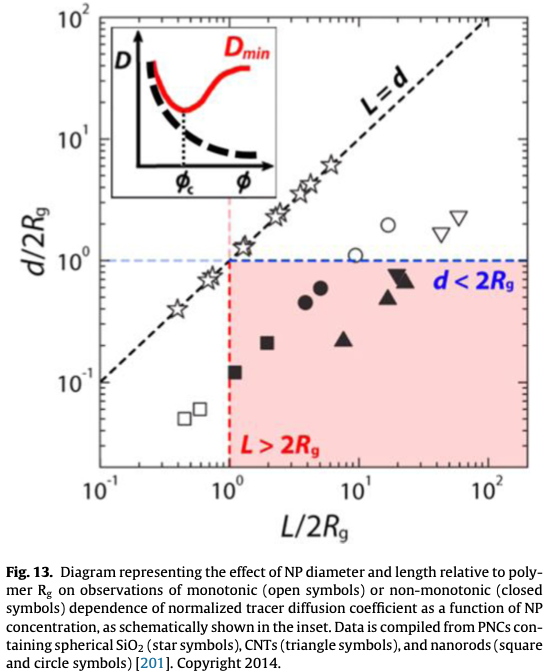 10²
10¹
10⁰
10⁻¹
d/2Rg
D
Dmin
ϕc
ϕ
L = d
d < 2Rg
L > 2Rg
10⁻¹
10⁰
10¹
10²
L/2Rg
Fig. 13. Diagram representing the effect of NP diameter and length relative to poly-
mer Rg on observations of monotonic (open symbols) or non-monotonic (closed
symbols) dependence of normalized tracer diffusion coefficient as a function of NP
concentration, as schematically shown in the inset. Data is compiled from PNCs con-
taining spherical SiO2 (star symbols), CNTs (triangle symbols), and nanorods (square
and circle symbols) [201]. Copyright 2014.